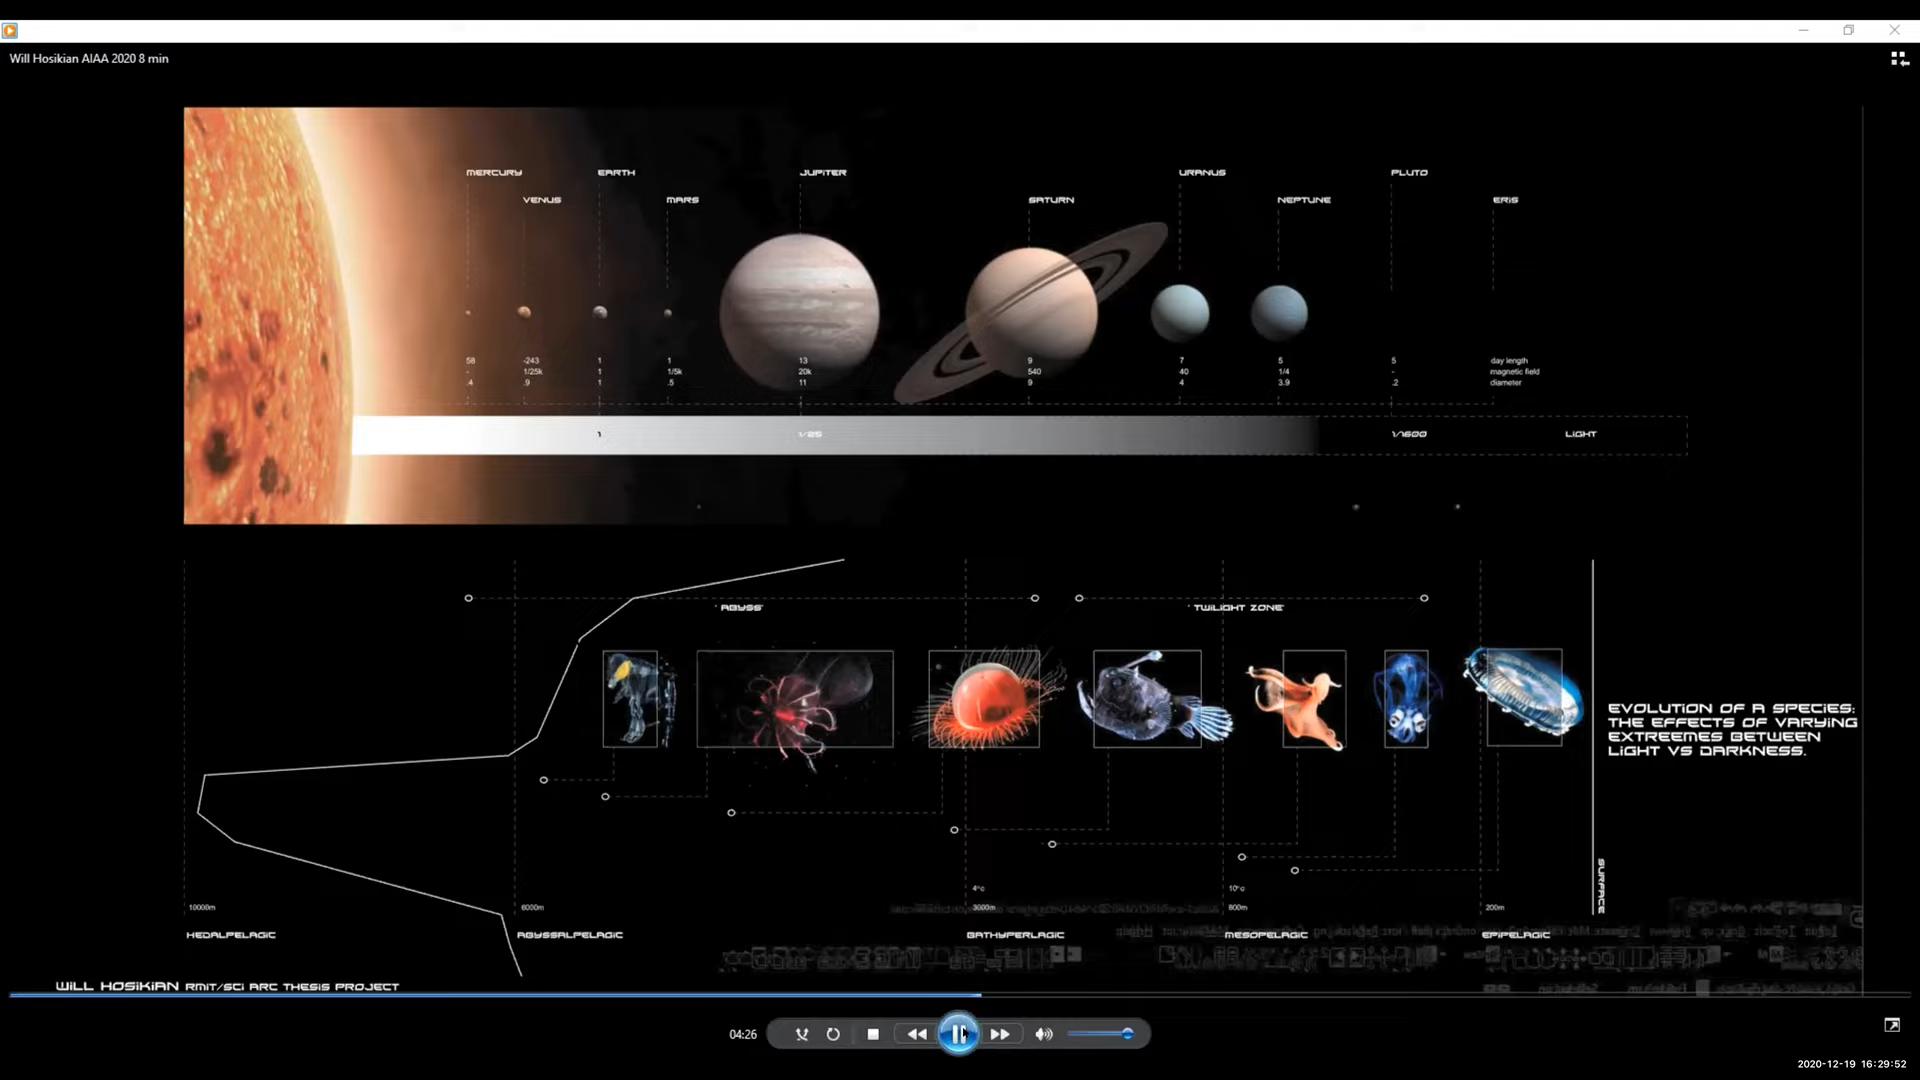 Will Hosikian AIAA 2020 8 min
MERCURY
EARTH
JUPITER
URANUS
PLUTO
VENUS
MARS
SATURN
NEPTUNE
ERIS
58 -243 1 1 13 9 7 5 5 day length
- 1/25k 1 1/5k 20k 540 40 1/4 - magnetic field
.4 .9 1 .5 11 9 4 3.9 .2 diameter
1 1/25 1/1600 LIGHT
'ABYSS'
'TWILIGHT ZONE'
EVOLUTION OF A SPECIES:
THE EFFECTS OF VARYING
EXTREEMES BETWEEN
LIGHT VS DARKNESS.
SURFACE
4°c
10°c
10000m
6000m
3000m
800m
200m
HEDALPELAGIC
ABYSSALPELAGIC
BATHYPERLAGIC
MESOPELAGIC
EPIPELAGIC
WILL HOSIKIAN RMIT/SCI ARC THESIS PROJECT
04:26
2020-12-19 16:29:52